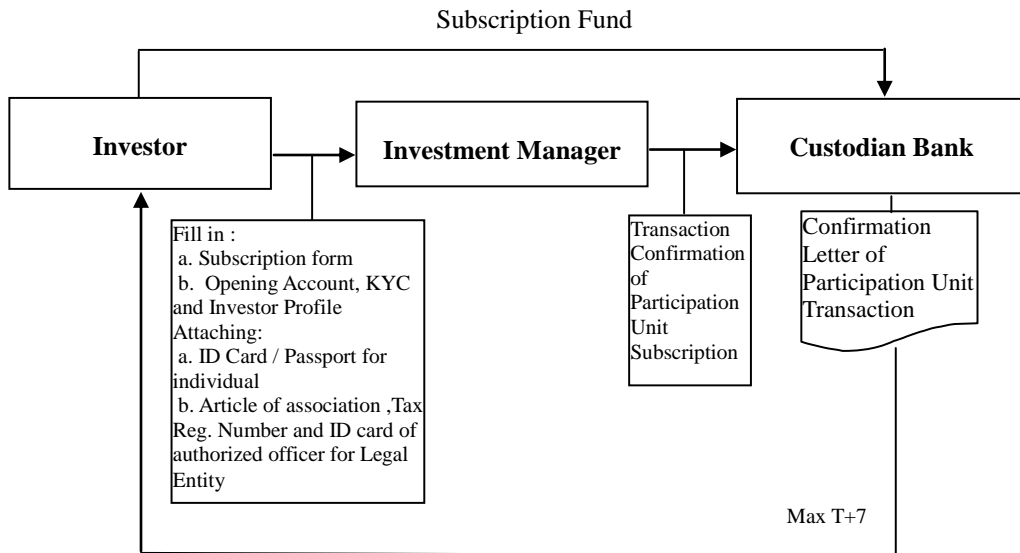 Subscription Fund
Investor
Investment Manager
Custodian Bank
Fill in :
a. Subscription form
b. Opening Account, KYC
and Investor Profile
Attaching:
a. ID Card / Passport for
individual
b. Article of association ,Tax
Reg. Number and ID card of
authorized officer for Legal
Entity
Transaction
Confirmation
of
Participation
Unit
Subscription
Confirmation
Letter of
Participation Unit
Transaction
Max T+7